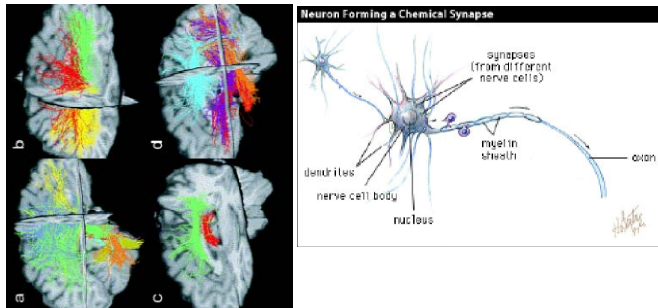 b
d
a
c
Neuron Forming a Chemical Synapse
synapses
(from different
nerve cells)
myelin
sheath
axon
dendrites
nerve cell body
nucleus